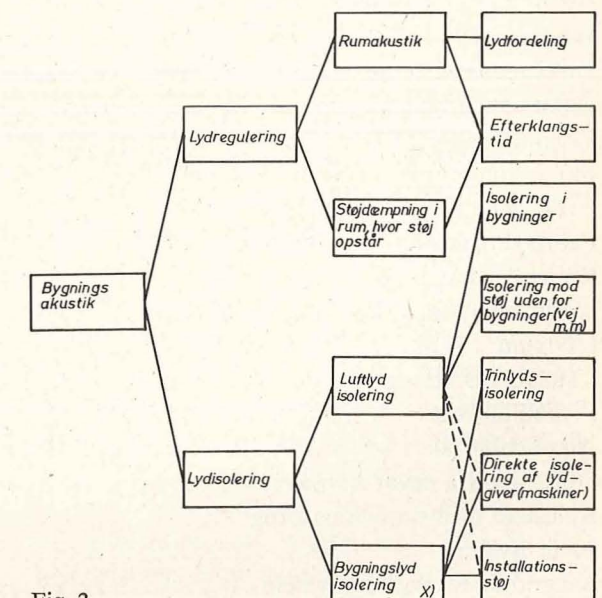 Rumakustik
Lydfordeling
Lydregulering
Efterklangs-
tid
Støjdæmpning i
rum, hvor støj
opstår
Isolering i
bygninger
Bygnings
akustik
Isolering mod
støj uden for
bygninger (vej
m.m)
Luftlyd
isolering
Trinlyds-
isolering
Lydisolering
Direkte isole-
ring af lyd-
giver (maskiner)
Bygningslyd
isolering
X)
Installations-
støj
Fig. 2